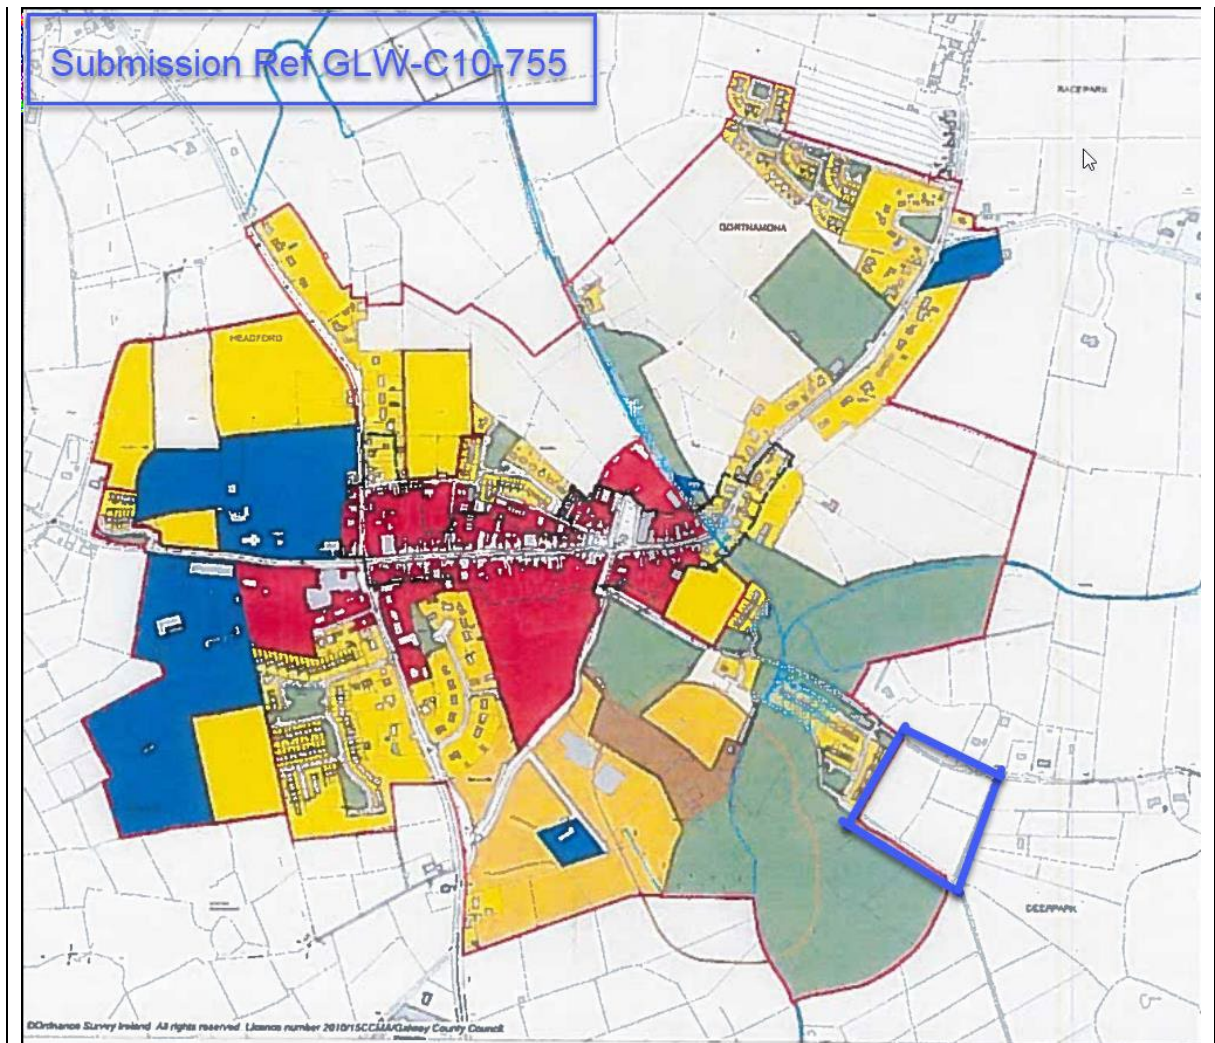 Submission Ref GLW-C10-755
RACEPARK
GORTNAMONA
HEADFORD
DEERPARK
©Ordnance Survey Ireland All rights reserved. Licence number 2010/15CCMA/Galway County Council